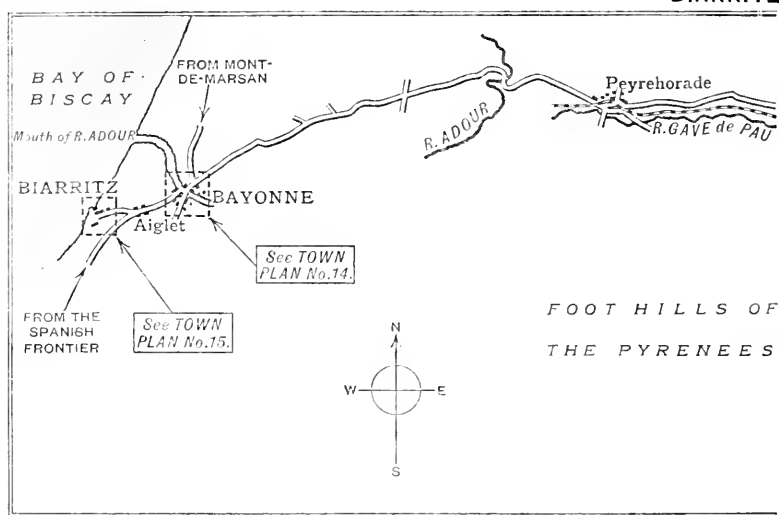 BAY OF
BISCAY
FROM MONT-
DE-MARSAN
Mouth of R. ADOUR
BIARRITZ
BAYONNE
Aiglet
See TOWN
PLAN No.14.
FROM THE
SPANISH
FRONTIER
See TOWN
PLAN No.15.
R. ADOUR
Peyrehorade
R. GAVE de PAU
FOOT HILLS OF
THE PYRENEES
N
W
E
S